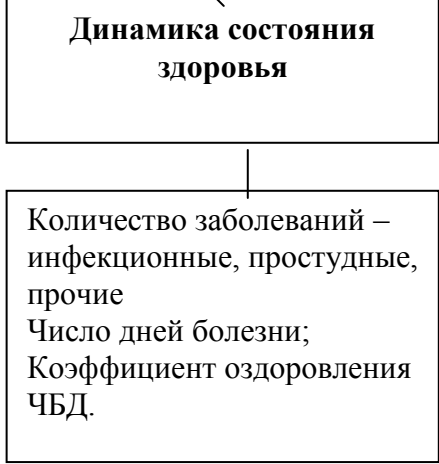 Динамика состояния
здоровья
Количество заболеваний –
инфекционные, простудные,
прочие
Число дней болезни;
Коэффициент оздоровления
ЧБД.